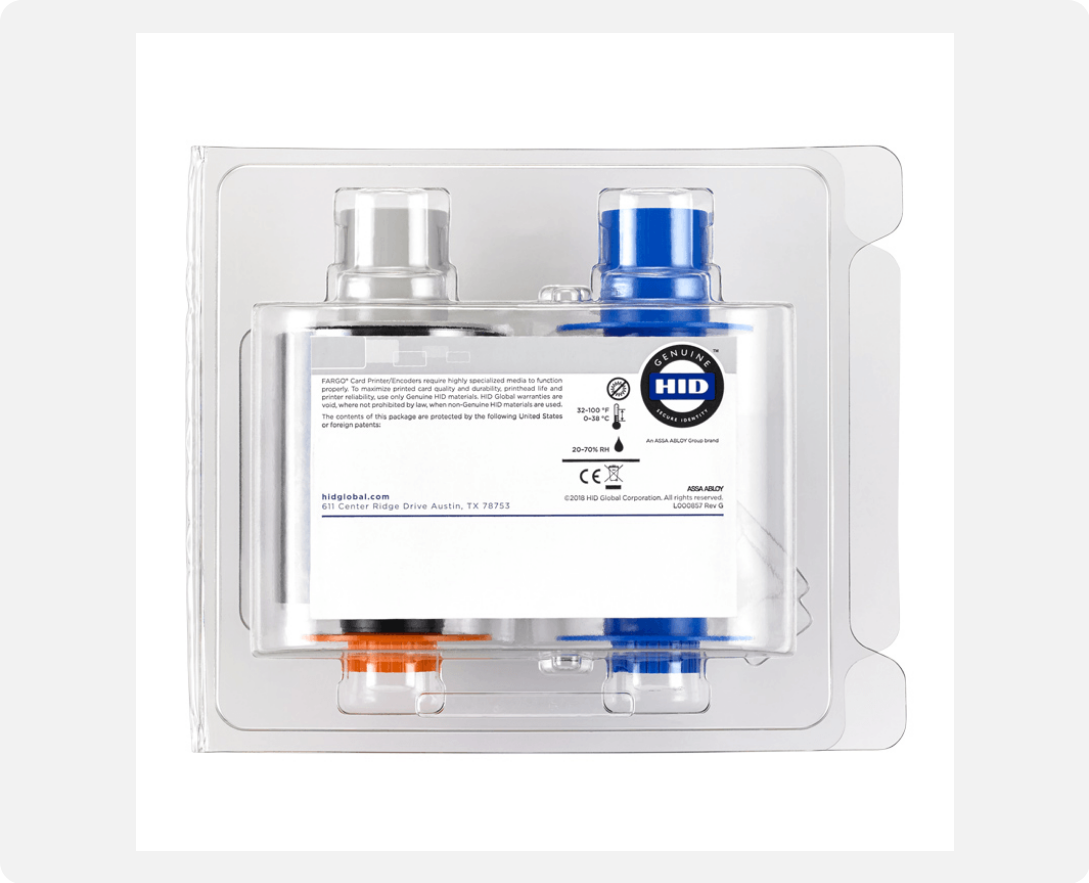 FARGO® Card Printer/Encoders require highly specialized media to function
properly. To maximize printed card quality and durability, printhead life and
printer reliability, use only Genuine HID materials. HID Global warranties are
void, where not prohibited by law, when non-Genuine HID materials are used.
The contents of this package are protected by the following United States
or foreign patents:
GENUINE
™
HID
SECURE IDENTITY
An ASSA ABLOY Group brand
32-100 °F
0-38 °C
20-70% RH
CE
ASSA ABLOY
©2018 HID Global Corporation. All rights reserved.
L000857 Rev G
hidglobal.com
611 Center Ridge Drive Austin, TX 78753